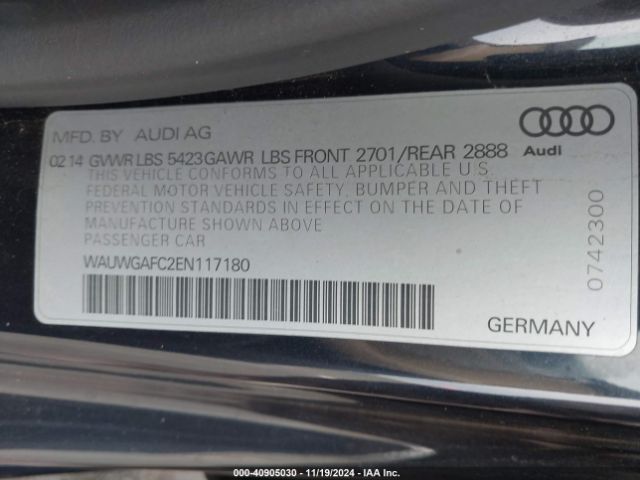 MFD. BY AUDI AG
02 14 GVWR LBS 5423 GAWR LBS FRONT 2701/REAR 2888
Audi
THIS VEHICLE CONFORMS TO ALL APPLICABLE U.S.
FEDERAL MOTOR VEHICLE SAFETY, BUMPER AND THEFT
PREVENTION STANDARDS IN EFFECT ON THE DATE OF
MANUFACTURE SHOWN ABOVE
PASSENGER CAR
WAUWGAFC2EN117180
0742300
GERMANY
000-40905030 - 11/19/2024 - IAA Inc.